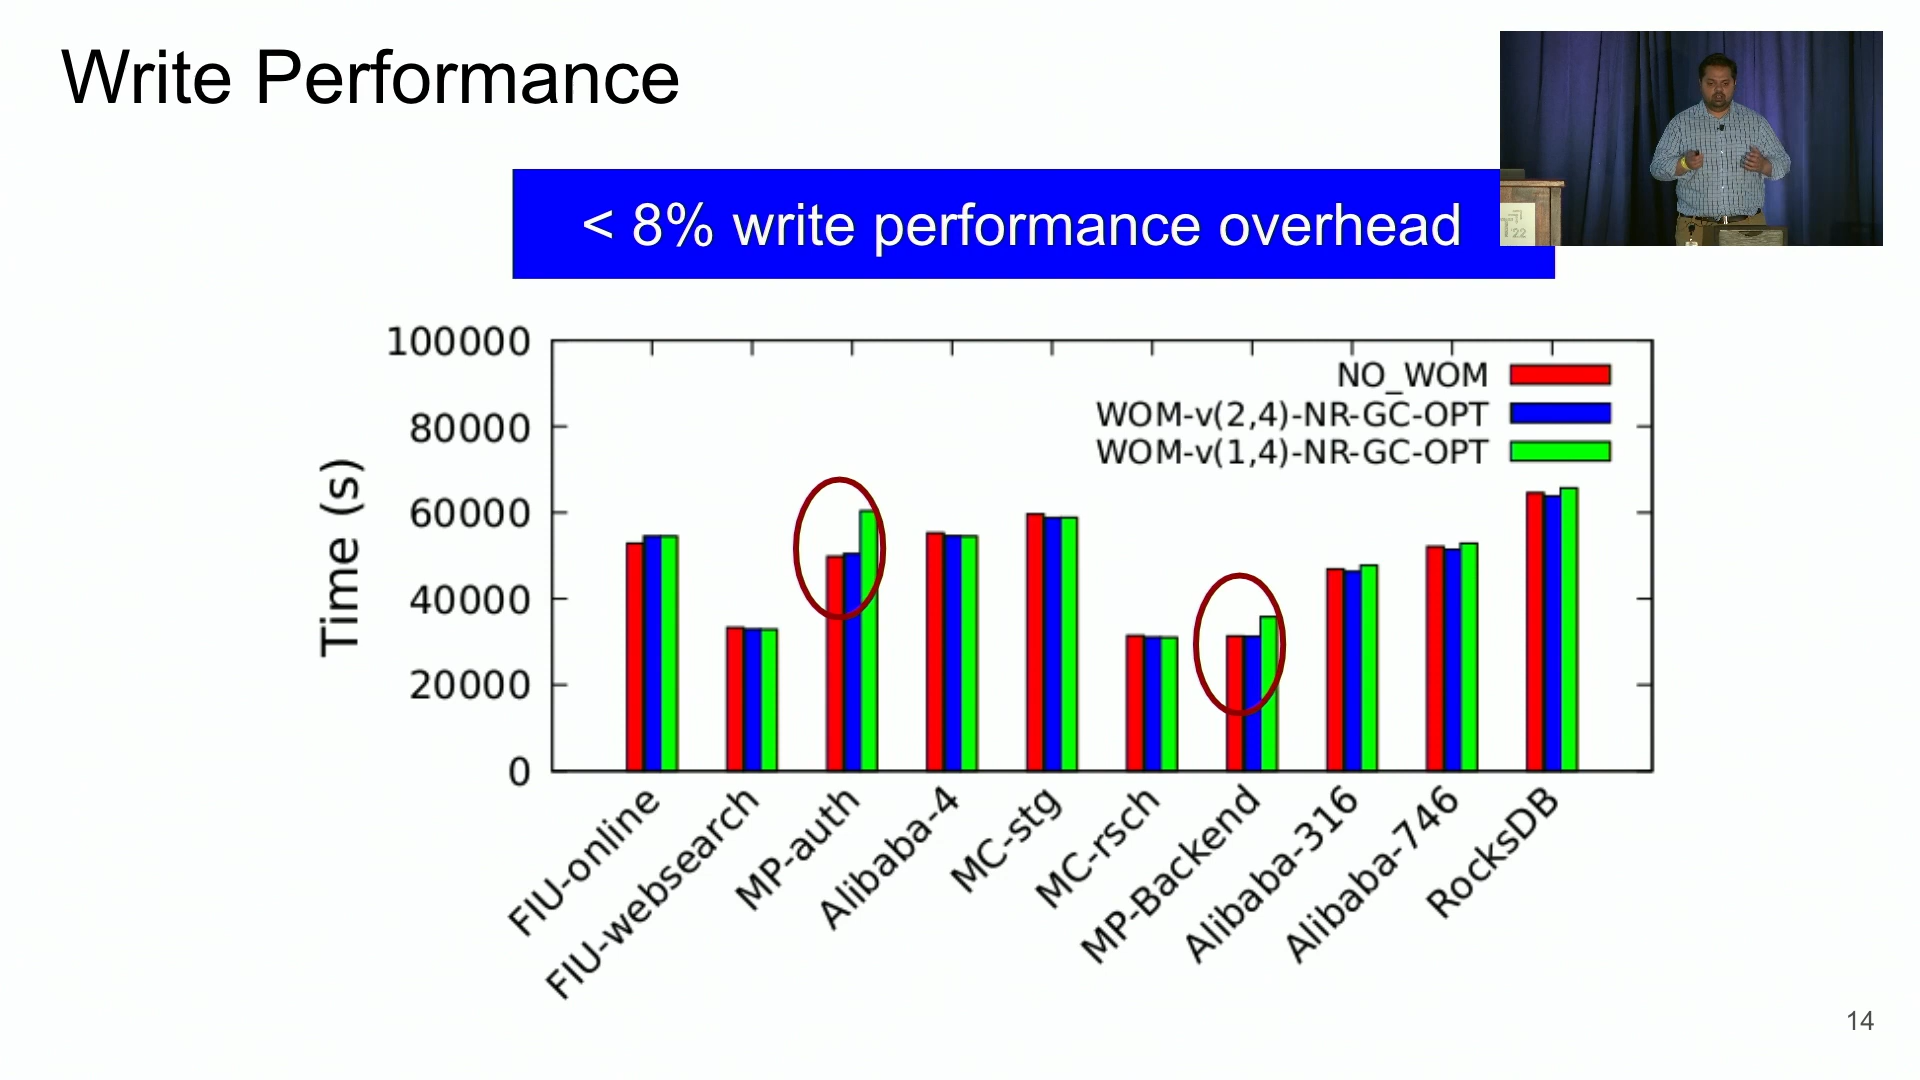 Write Performance
< 8% write performance overhead
'22
100000
80000
60000
40000
20000
0
Time (s)
NO_WOM
WOM-v(2,4)-NR-GC-OPT
WOM-v(1,4)-NR-GC-OPT
FIU-online
FIU-websearch
MP-auth
Alibaba-4
MC-stg
MC-rsch
MP-Backend
Alibaba-316
Alibaba-746
RocksDB
14